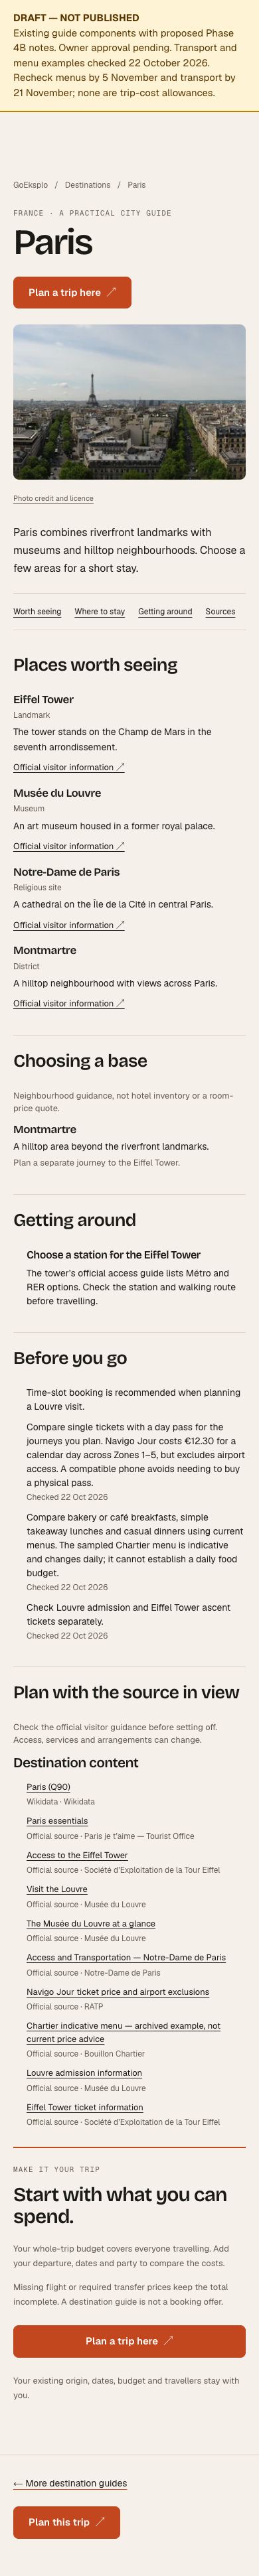 DRAFT — NOT PUBLISHED
Existing guide components with proposed Phase
4B notes. Owner approval pending. Transport and
menu examples checked 22 October 2026.
Recheck menus by 5 November and transport by
21 November; none are trip-cost allowances.
GoEksplo / Destinations / Paris
FRANCE · A PRACTICAL CITY GUIDE
Paris
Plan a trip here ↗
Photo credit and licence
Paris combines riverfront landmarks with
museums and hilltop neighbourhoods. Choose a
few areas for a short stay.
Worth seeing Where to stay Getting around Sources
Places worth seeing
Eiffel Tower
Landmark
The tower stands on the Champ de Mars in the
seventh arrondissement.
Official visitor information ↗
Musée du Louvre
Museum
An art museum housed in a former royal palace.
Official visitor information ↗
Notre-Dame de Paris
Religious site
A cathedral on the Île de la Cité in central Paris.
Official visitor information ↗
Montmartre
District
A hilltop neighbourhood with views across Paris.
Official visitor information ↗
Choosing a base
Neighbourhood guidance, not hotel inventory or a room-
price quote.
Montmartre
A hilltop area beyond the riverfront landmarks.
Plan a separate journey to the Eiffel Tower.
Getting around
Choose a station for the Eiffel Tower
The tower's official access guide lists Métro and
RER options. Check the station and walking route
before travelling.
Before you go
Time-slot booking is recommended when planning
a Louvre visit.
Compare single tickets with a day pass for the
journeys you plan. Navigo Jour costs €12.30 for a
calendar day across Zones 1–5, but excludes airport
access. A compatible phone avoids needing to buy
a physical pass.
Checked 22 Oct 2026
Compare bakery or café breakfasts, simple
takeaway lunches and casual dinners using current
menus. The sampled Chartier menu is indicative
and changes daily; it cannot establish a daily food
budget.
Checked 22 Oct 2026
Check Louvre admission and Eiffel Tower ascent
tickets separately.
Checked 22 Oct 2026
Plan with the source in view
Check the official visitor guidance before setting off.
Access, services and arrangements can change.
Destination content
Paris (Q90)
Wikidata · Wikidata
Paris essentials
Official source · Paris je t'aime — Tourist Office
Access to the Eiffel Tower
Official source · Société d'Exploitation de la Tour Eiffel
Visit the Louvre
Official source · Musée du Louvre
The Musée du Louvre at a glance
Official source · Musée du Louvre
Access and Transportation — Notre-Dame de Paris
Official source · Notre-Dame de Paris
Navigo Jour ticket price and airport exclusions
Official source · RATP
Chartier indicative menu — archived example, not
current price advice
Official source · Bouillon Chartier
Louvre admission information
Official source · Musée du Louvre
Eiffel Tower ticket information
Official source · Société d'Exploitation de la Tour Eiffel
MAKE IT YOUR TRIP
Start with what you can
spend.
Your whole-trip budget covers everyone travelling. Add
your departure, dates and party to compare the costs.
Missing flight or required transfer prices keep the total
incomplete. A destination guide is not a booking offer.
Plan a trip here ↗
Your existing origin, dates, budget and travellers stay with
you.
← More destination guides
Plan this trip ↗